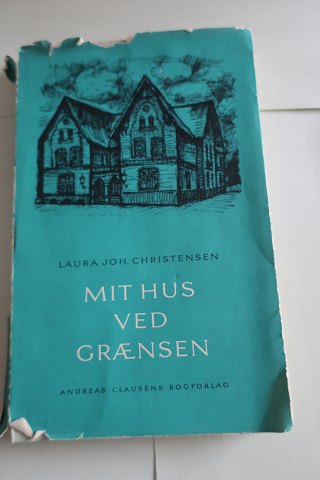 LAURA JOH. CHRISTENSEN
MIT HUS
VED
GRÆNSEN
ANDREAS CLAUSENS BOGFORLAG